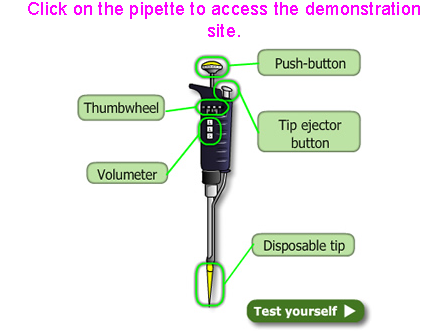 Click on the pipette to access the demonstration
site.
Push-button
Thumbwheel
Tip ejector
button
Volumeter
Disposable tip
Test yourself